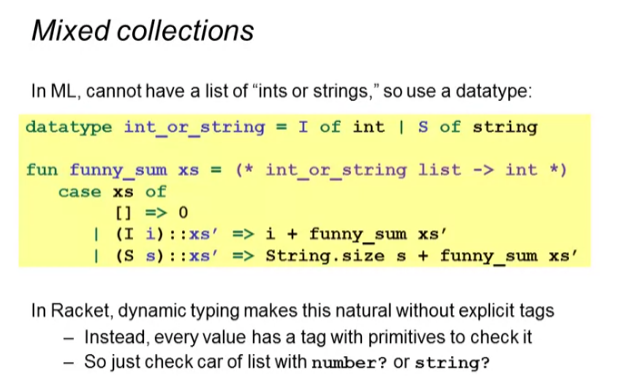 Mixed collections
In ML, cannot have a list of “ints or strings,” so use a datatype:
datatype int_or_string = I of int | S of string
fun funny_sum xs = (* int_or_string list -> int *)
case xs of
[] => 0
| (I i)::xs’ => i + funny_sum xs’
| (S s)::xs’ => String.size s + funny_sum xs’
In Racket, dynamic typing makes this natural without explicit tags
– Instead, every value has a tag with primitives to check it
– So just check car of list with number? or string?